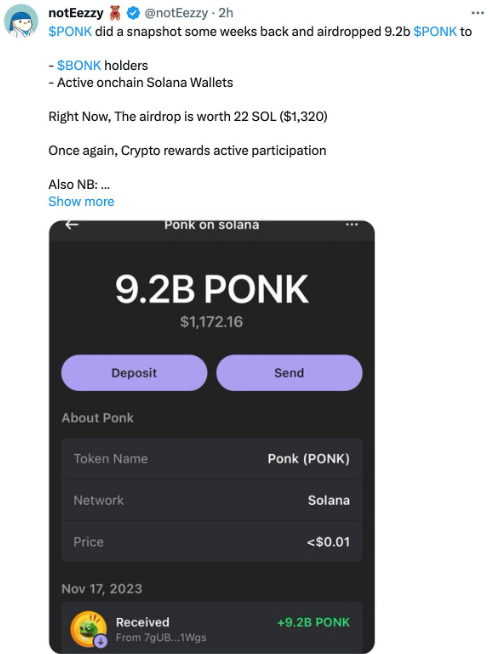 notEezzy @notEezzy · 2h
$PONK did a snapshot some weeks back and airdropped 9.2b $PONK to
- $BONK holders
- Active onchain Solana Wallets
Right Now, The airdrop is worth 22 SOL ($1,320)
Once again, Crypto rewards active participation
Also NB: ...
Show more
Ponk on solana
9.2B PONK
$1,172.16
Deposit Send
About Ponk
Token Name Ponk (PONK)
Network Solana
Price <$0.01
Nov 17, 2023
Received +9.2B PONK
From 7gUB...1Wgs